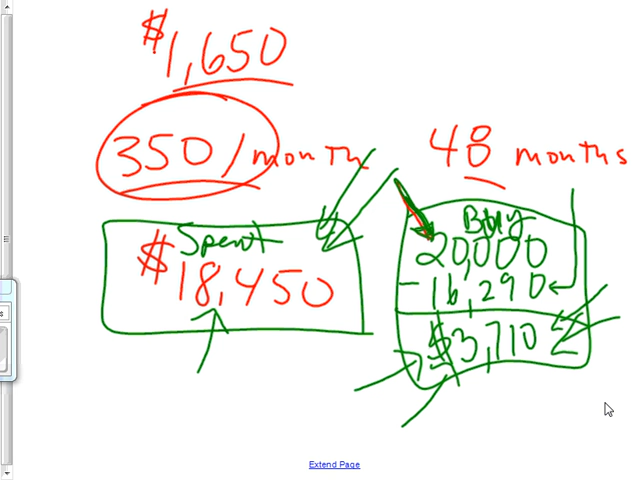 $1,650
350/month
48 months
Spent
$18,450
Buy
20,000
- 16,290
$3,710
Extend Page